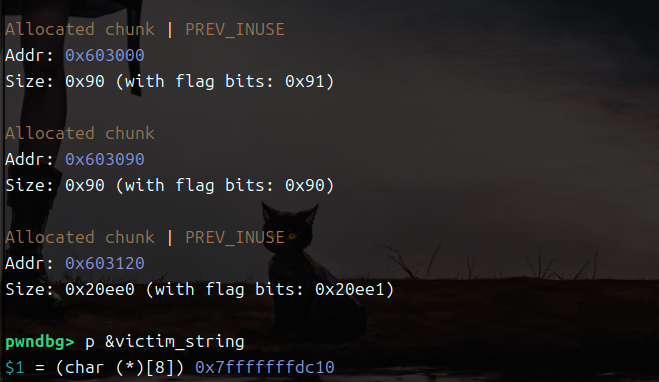 Allocated chunk | PREV_INUSE
Addr: 0x603000
Size: 0x90 (with flag bits: 0x91)
Allocated chunk
Addr: 0x603090
Size: 0x90 (with flag bits: 0x90)
Allocated chunk | PREV_INUSE
Addr: 0x603120
Size: 0x20ee0 (with flag bits: 0x20ee1)
pwndbg> p &victim_string
$1 = (char (*)[8]) 0x7fffffffdc10